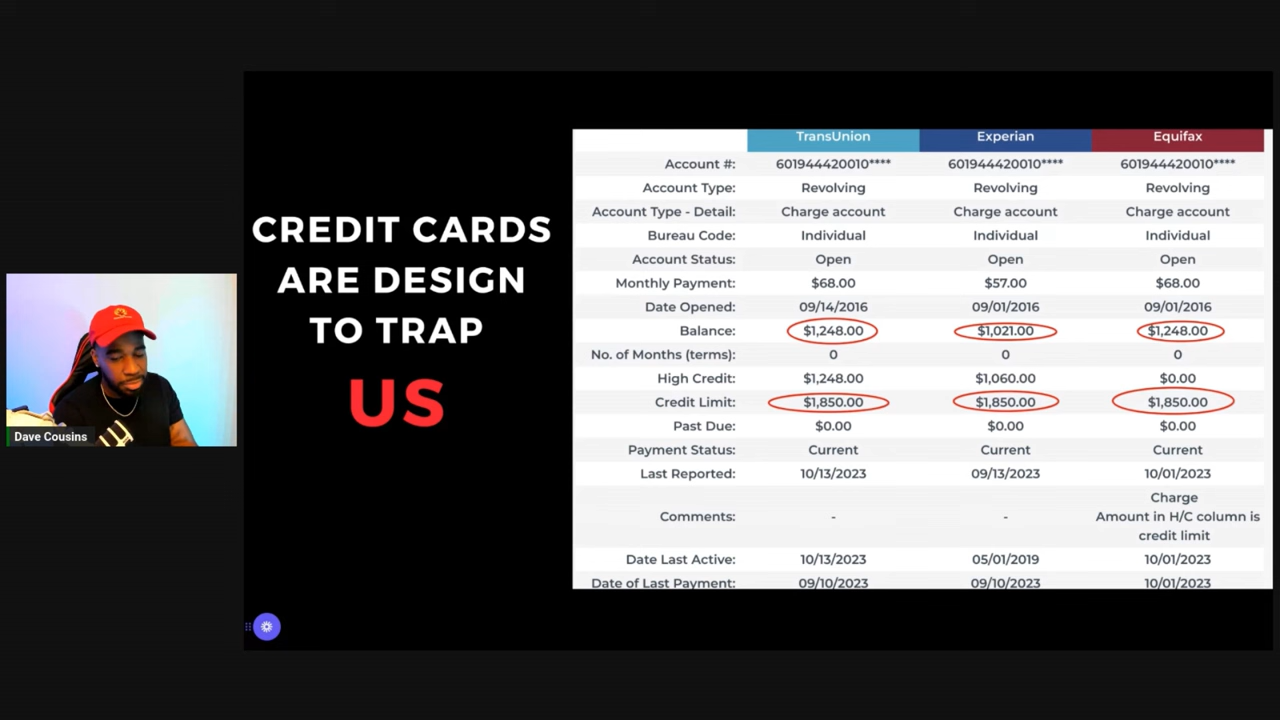 CREDIT CARDS
ARE DESIGN
TO TRAP
US
Dave Cousins
TransUnion Experian Equifax
Account #: 601944420010**** 601944420010**** 601944420010****
Account Type: Revolving Revolving Revolving
Account Type - Detail: Charge account Charge account Charge account
Bureau Code: Individual Individual Individual
Account Status: Open Open Open
Monthly Payment: $68.00 $57.00 $68.00
Date Opened: 09/14/2016 09/01/2016 09/01/2016
Balance: $1,248.00 $1,021.00 $1,248.00
No. of Months (terms): 0 0 0
High Credit: $1,248.00 $1,060.00 $0.00
Credit Limit: $1,850.00 $1,850.00 $1,850.00
Past Due: $0.00 $0.00 $0.00
Payment Status: Current Current Current
Last Reported: 10/13/2023 09/13/2023 10/01/2023
Comments: - - Charge
Amount in H/C column is
credit limit
Date Last Active: 10/13/2023 05/01/2019 10/01/2023
Date of Last Payment: 09/10/2023 09/10/2023 10/01/2023